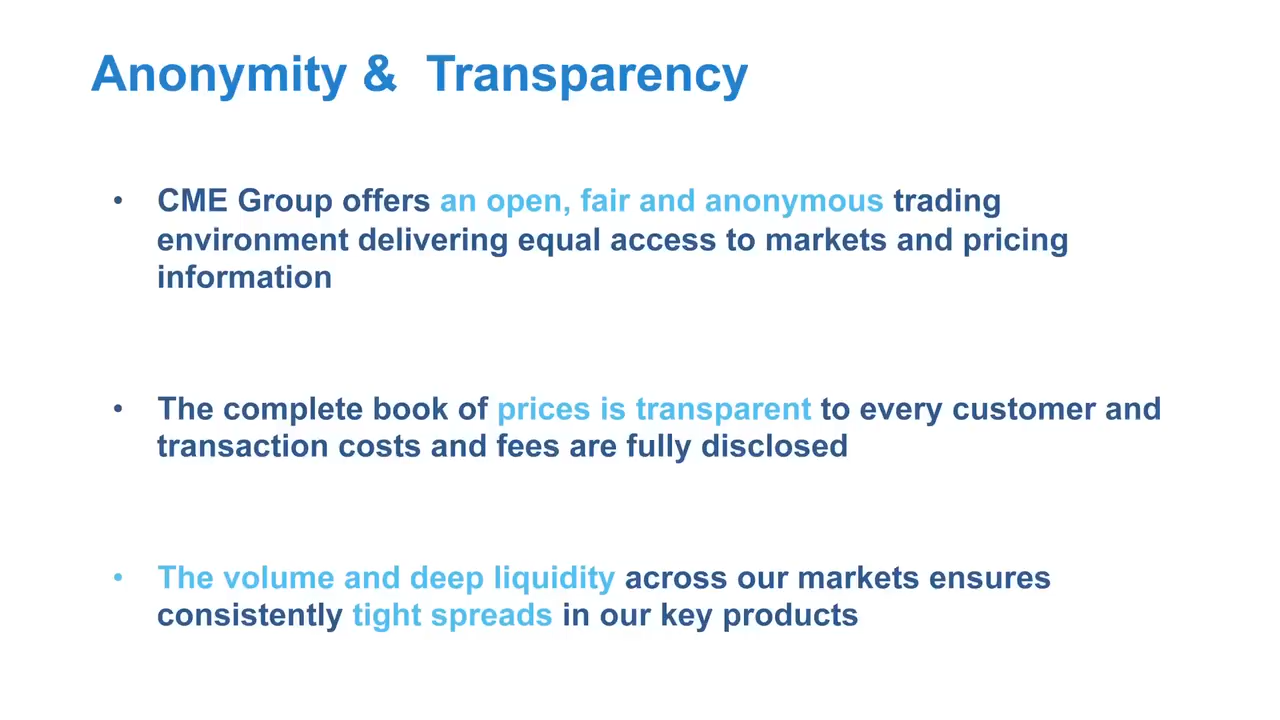 Anonymity &  Transparency
• CME Group offers an open, fair and anonymous trading
environment delivering equal access to markets and pricing
information
• The complete book of prices is transparent to every customer and
transaction costs and fees are fully disclosed
• The volume and deep liquidity across our markets ensures
consistently tight spreads in our key products